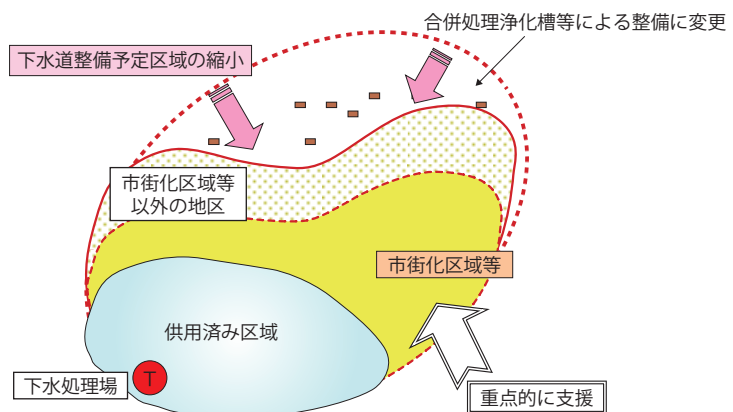 合併処理浄化槽等による整備に変更
下水道整備予定区域の縮小
市街化区域等
以外の地区
市街化区域等
供用済み区域
下水処理場
T
重点的に支援